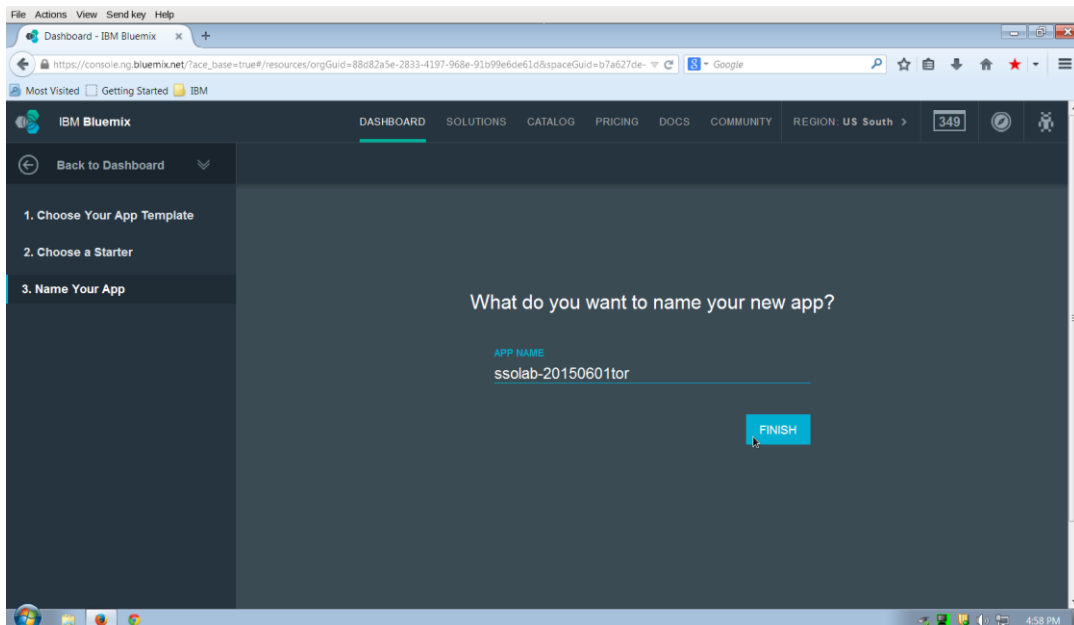 File Actions View Send key Help
Dashboard - IBM Bluemix
https://console.ng.bluemix.net/?ace_base=true#/resources/orgGuid=88d82a5e-2833-4197-968e-91b99e6de61d&spaceGuid=b7a627de-
Google
Most Visited Getting Started IBM
IBM Bluemix DASHBOARD SOLUTIONS CATALOG PRICING DOCS COMMUNITY REGION: US South > 349
Back to Dashboard
1. Choose Your App Template
2. Choose a Starter
3. Name Your App
What do you want to name your new app?
APP NAME
ssolab-20150601tor
FINISH
4:58 PM